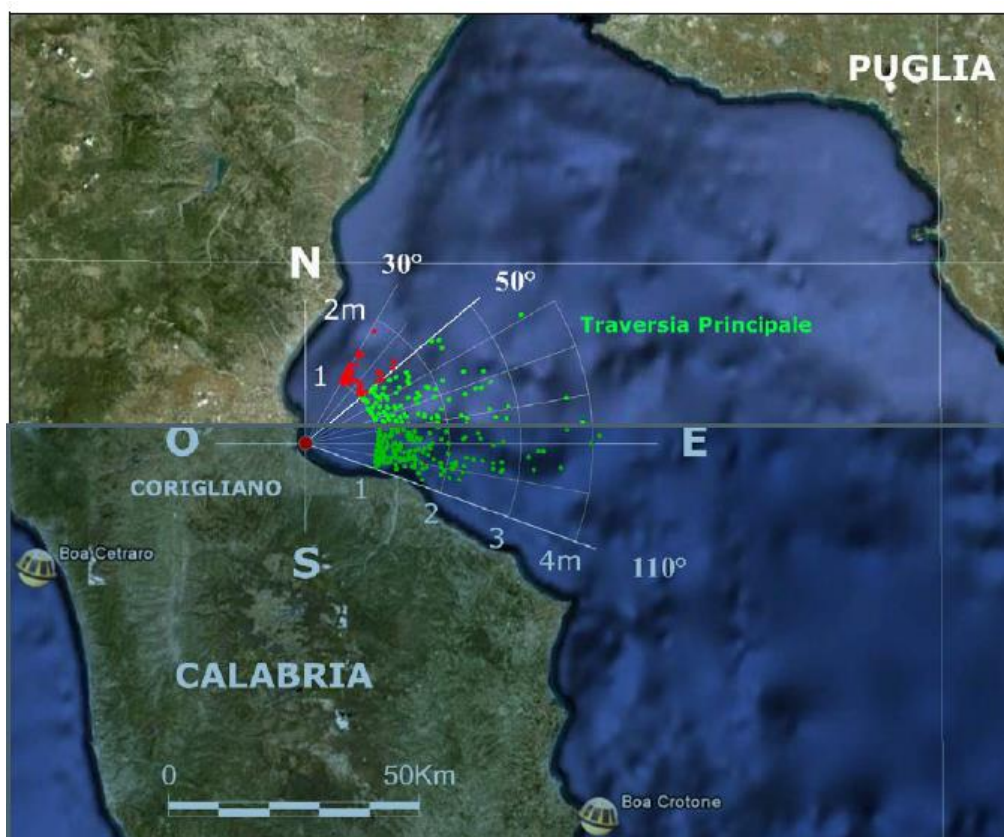 PUGLIA
N
30°
50°
2m
Traversia Principale
1
O
E
CORIGLIANO
1
2
3
4m
110°
S
Boa Cetraro
CALABRIA
0
50Km
Boa Crotone